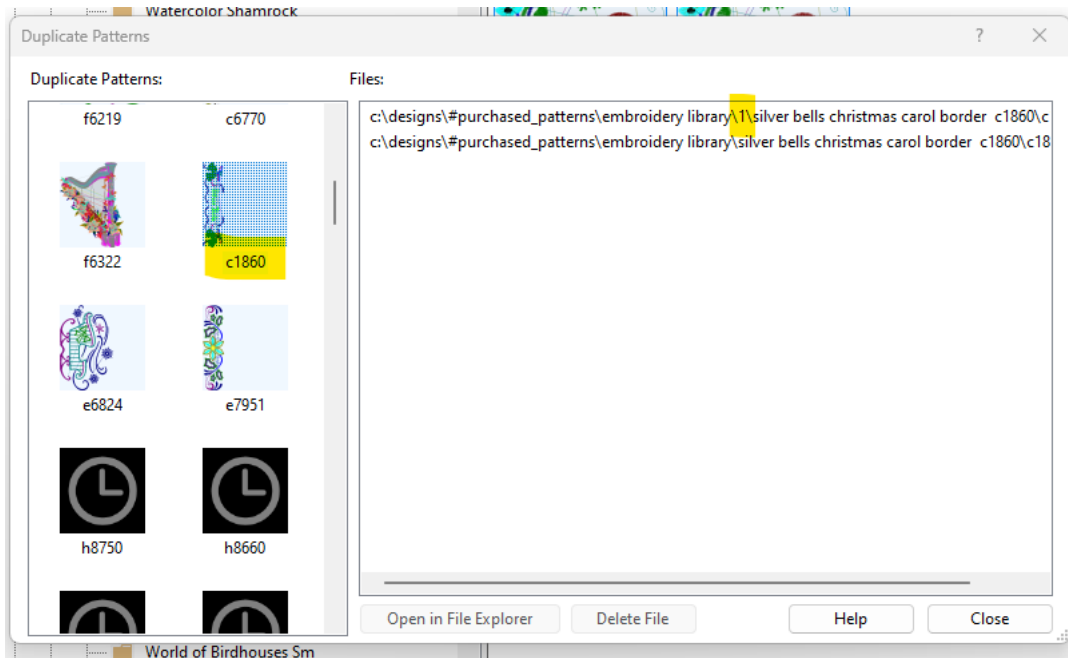 Watercolor Shamrock
Duplicate Patterns
?
Duplicate Patterns:
Files:
f6219
c6770
f6322
c1860
e6824
e7951
h8750
h8660
c:\designs\#purchased_patterns\embroidery library\1\silver bells christmas carol border  c1860\c
c:\designs\#purchased_patterns\embroidery library\silver bells christmas carol border  c1860\c18
Open in File Explorer
Delete File
Help
Close
World of Birdhouses Sm